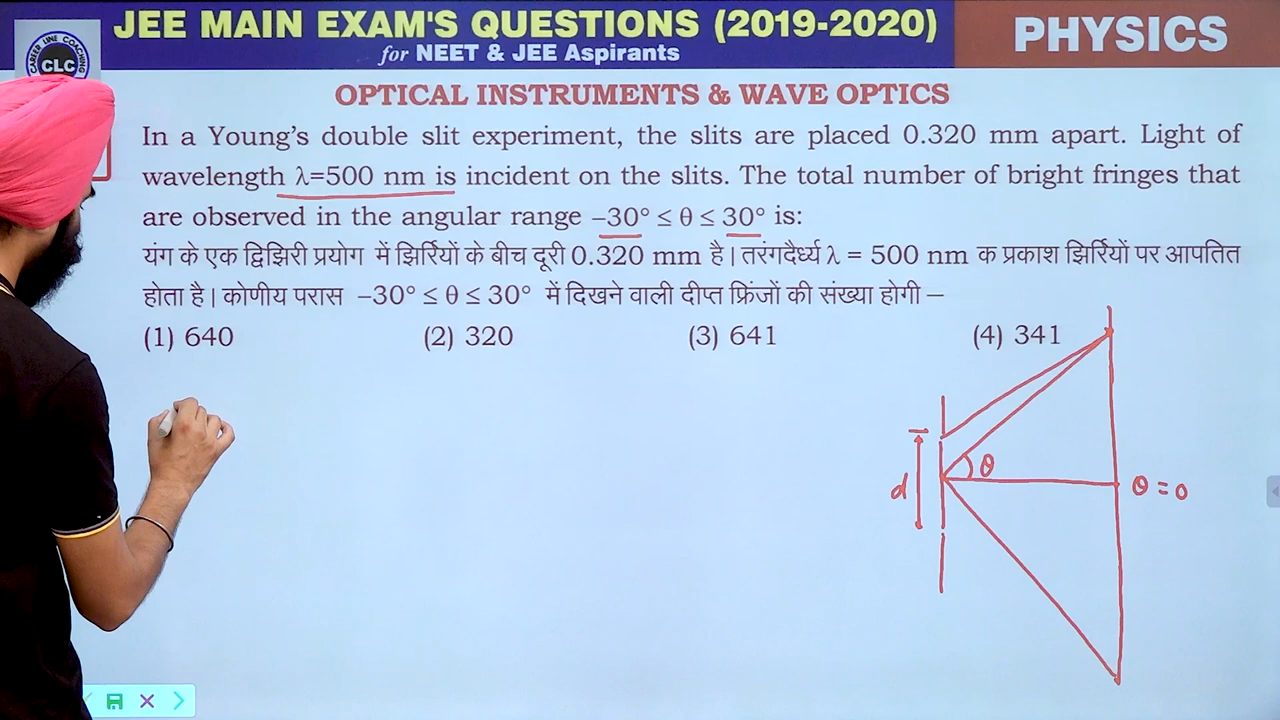 JEE MAIN EXAM'S QUESTIONS (2019-2020)
for NEET & JEE Aspirants
PHYSICS
CAREER LINE COACHING
CLC
OPTICAL INSTRUMENTS & WAVE OPTICS
In a Young's double slit experiment, the slits are placed 0.320 mm apart. Light of
wavelength λ=500 nm is incident on the slits. The total number of bright fringes that
are observed in the angular range –30° ≤ θ ≤ 30° is:
यंग के एक द्विझिरी प्रयोग में झिर्रियों के बीच दूरी 0.320 mm है। तरंगदैर्ध्य λ = 500 nm क प्रकाश झिर्रियों पर आपतित
होता है। कोणीय परास –30° ≤ θ ≤ 30° में दिखने वाली दीप्त फ्रिंजों की संख्या होगी –
(1) 640 (2) 320 (3) 641 (4) 341
θ
d
θ = 0